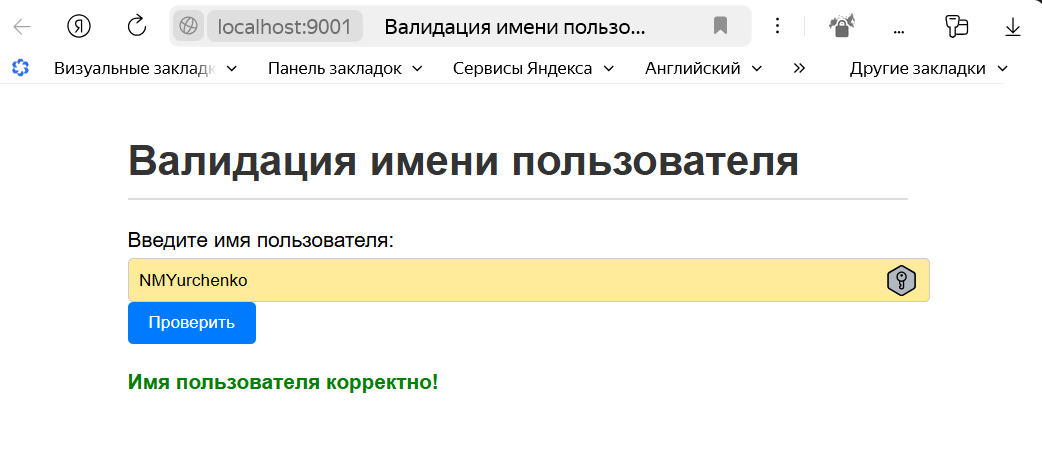 localhost:9001 Валидация имени пользо...
...
Визуальные заклад Панель закладок Сервисы Яндекса Английский Другие закладки
Валидация имени пользователя
Введите имя пользователя:
NMYurchenko
Проверить
Имя пользователя корректно!